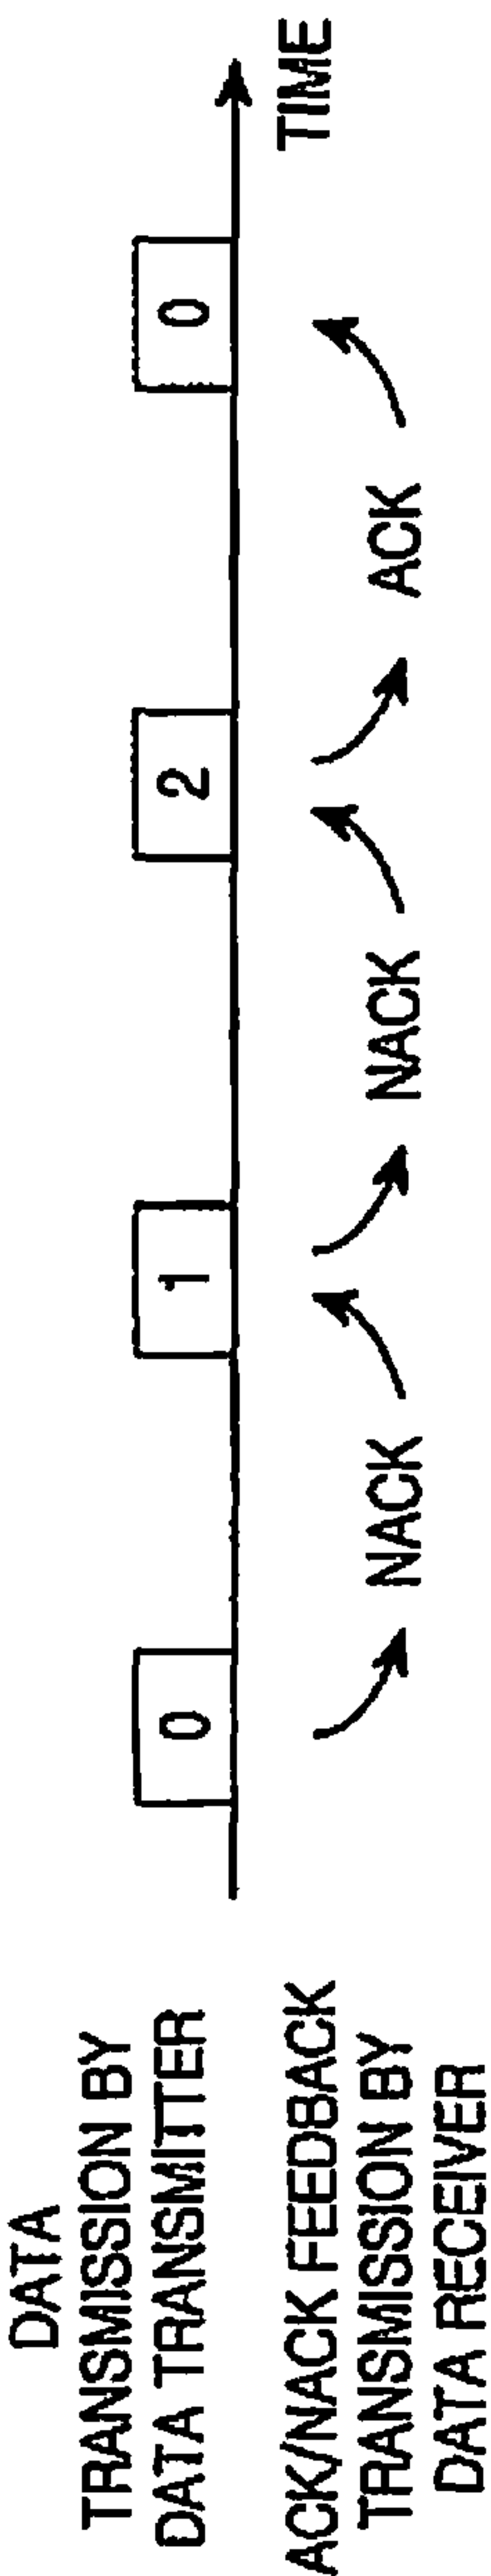 DATA
TRANSMISSION BY
DATA TRANSMITTER
0
1
2
0
TIME
ACK/NACK FEEDBACK
TRANSMISSION BY
DATA RECEIVER
NACK
NACK
ACK